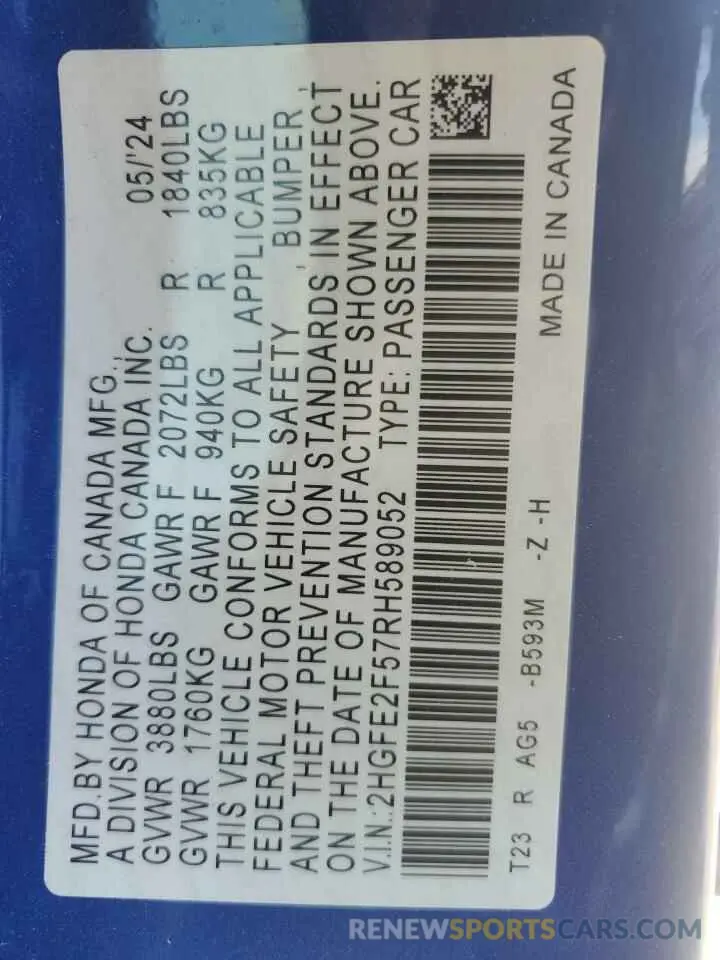 MFD.BY HONDA OF CANADA MFG.,
A DIVISION OF HONDA CANADA INC. 05/'24
GVWR 3880LBS GAWR F 2072LBS R 1840LBS
GVWR 1760KG GAWR F 940KG R 835KG
THIS VEHICLE CONFORMS TO ALL APPLICABLE
FEDERAL MOTOR VEHICLE SAFETY , BUMPER ,
AND THEFT PREVENTION STANDARDS IN EFFECT
ON THE DATE OF MANUFACTURE SHOWN ABOVE.
V.I.N.:2HGFE2F57RH589052 TYPE:PASSENGER CAR
T23 R AG5 -B593M -Z -H
MADE IN CANADA
RENEWSPORTSCARS.COM